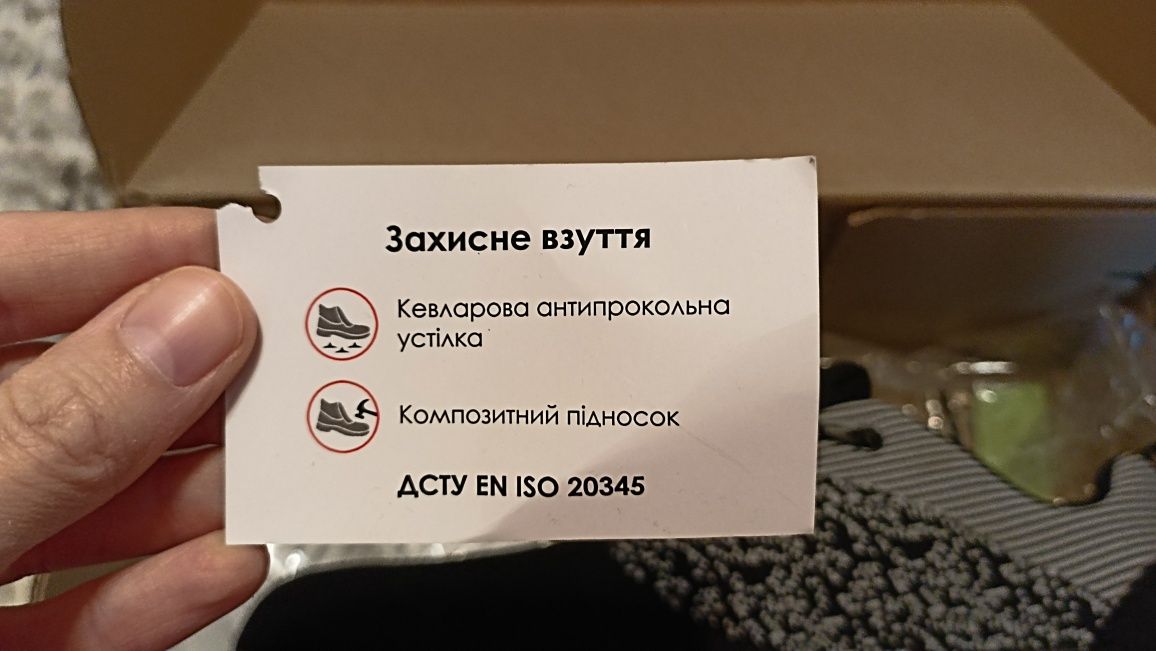 Захисне взуття
Кевларова антипрокольна
устілка
Композитний підносок
ДСТУ EN ISO 20345